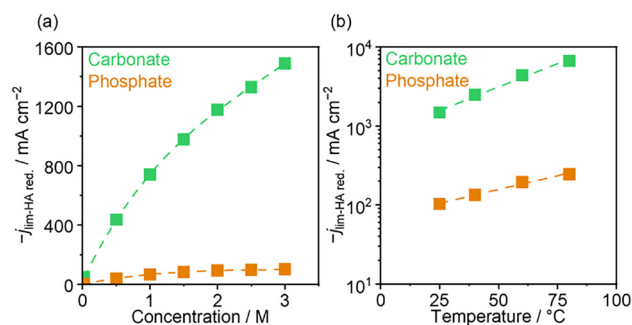 (a)
1600
1200
800
400
0
Carbonate
Phosphate
−jlim-HA red. / mA cm−2
0
1
2
3
Concentration / M
(b)
10⁴
10³
10²
10¹
Carbonate
Phosphate
−jlim-HA red. / mA cm−2
0
25
50
75
100
Temperature / °C